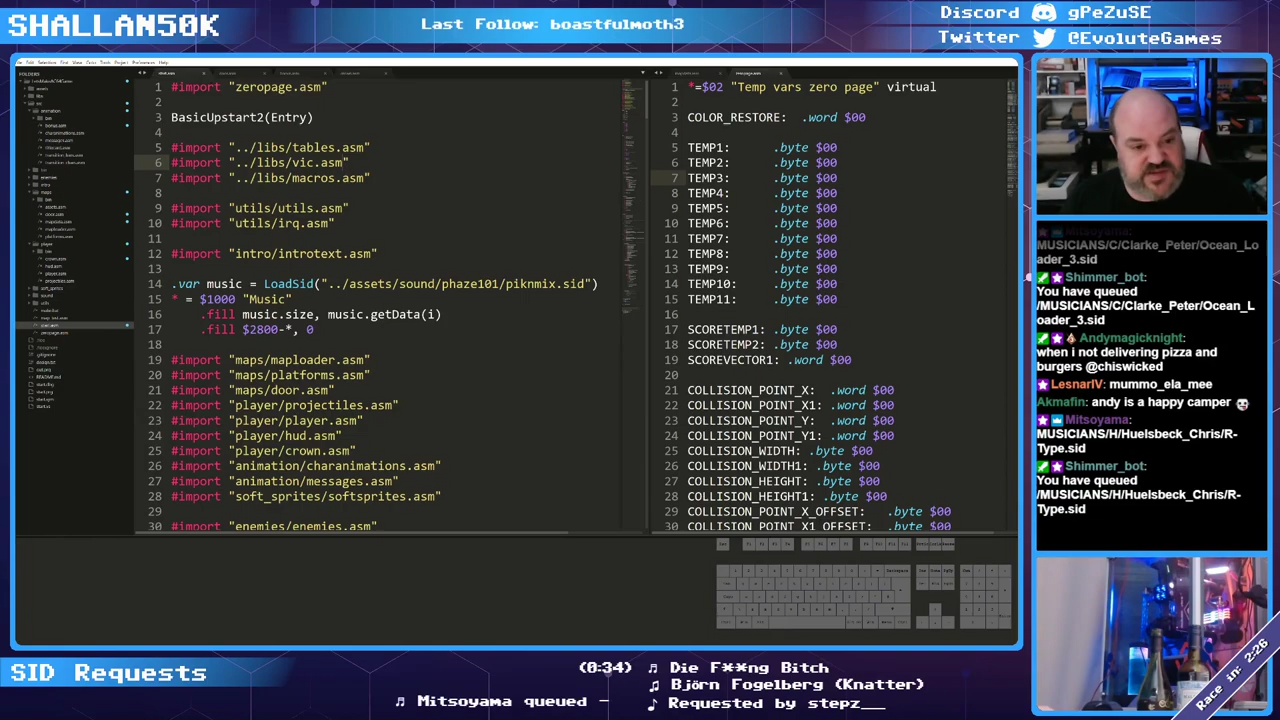 SHALLAN50K
Last Follow: boastfulmoth3
Discord gPeZuSE
Twitter @EvoluteGames
FOLDERS
1 #import "zeropage.asm"
2
3 BasicUpstart2(Entry)
4
5 #import "../libs/tables.asm"
6 #import "../libs/vic.asm"
7 #import "../libs/macros.asm"
8
9 #import "utils/utils.asm"
10 #import "utils/irq.asm"
11
12 #import "intro/introtext.asm"
13
14 .var music = LoadSid("../assets/sound/phaze101/piknmix.sid")
15 * = $1000 "Music"
16 .fill music.size, music.getData(i)
17 .fill $2800-*, 0
18
19 #import "maps/maploader.asm"
20 #import "maps/platforms.asm"
21 #import "maps/door.asm"
22 #import "player/projectiles.asm"
23 #import "player/player.asm"
24 #import "player/hud.asm"
25 #import "player/crown.asm"
26 #import "animation/charanimations.asm"
27 #import "animation/messages.asm"
28 #import "soft_sprites/softsprites.asm"
29
30 #import "enemies/enemies.asm"
1 *=$02 "Temp vars zero page" virtual
2
3 COLOR_RESTORE: .word $00
4
5 TEMP1: .byte $00
6 TEMP2: .byte $00
7 TEMP3: .byte $00
8 TEMP4: .byte $00
9 TEMP5: .byte $00
10 TEMP6: .byte $00
11 TEMP7: .byte $00
12 TEMP8: .byte $00
13 TEMP9: .byte $00
14 TEMP10: .byte $00
15 TEMP11: .byte $00
16
17 SCORETEMP1: .byte $00
18 SCORETEMP2: .byte $00
19 SCOREVECTOR1: .word $00
20
21 COLLISION_POINT_X: .word $00
22 COLLISION_POINT_X1: .word $00
23 COLLISION_POINT_Y: .word $00
24 COLLISION_POINT_Y1: .word $00
25 COLLISION_WIDTH: .byte $00
26 COLLISION_WIDTH1: .byte $00
27 COLLISION_HEIGHT: .byte $00
28 COLLISION_HEIGHT1: .byte $00
29 COLLISION_POINT_X_OFFSET: .byte $00
30 COLLISION_POINT_X1_OFFSET: .byte $00
Mitsoyama:
MUSICIANS/C/Clarke_Peter/Ocean_Lo
ader_3.sid
Shimmer_bot:
You have queued
/MUSICIANS/C/Clarke_Peter/Ocean_L
oader_3.sid
Andymagicknight:
when i not delivering pizza and
burgers @chiswicked
LesnarIV: mummo_ela_mee
Akmafin: andy is a happy camper
Mitsoyama:
MUSICIANS/H/Huelsbeck_Chris/R-
Type.sid
Shimmer_bot:
You have queued
/MUSICIANS/H/Huelsbeck_Chris/R-
Type.sid
SID Requests
(0:34) ♫ Die F**ng Bitch
♫ Björn Fogelberg (Knatter)
♪ Requested by stepz__
♫ Mitsoyama queued -
Race in: 2:26